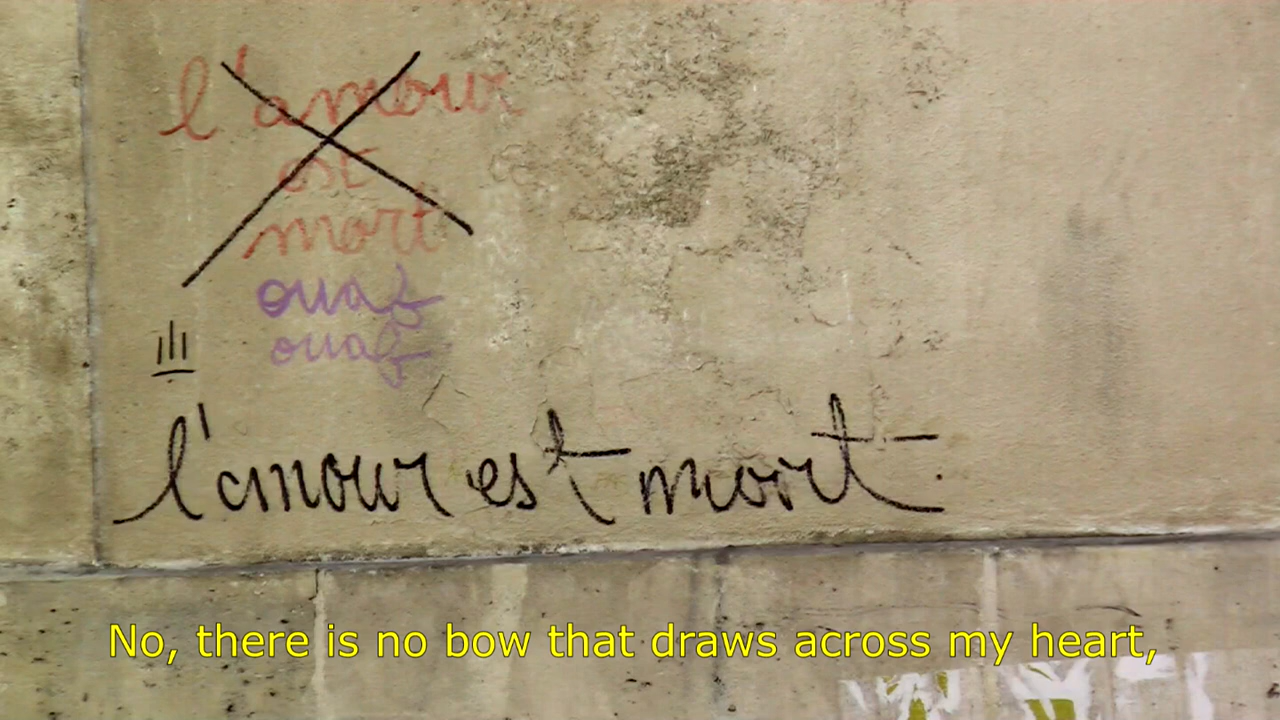 l'amour
est
mort
ouaf
ouaf
l'amour est mort
No, there is no bow that draws across my heart,